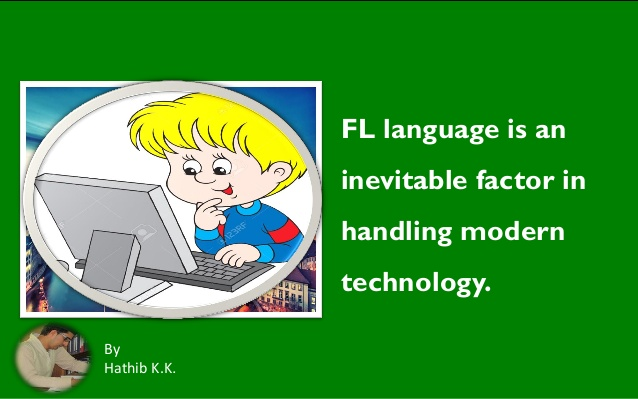 FL language is an
inevitable factor in
handling modern
technology.
By
Hathib K.K.